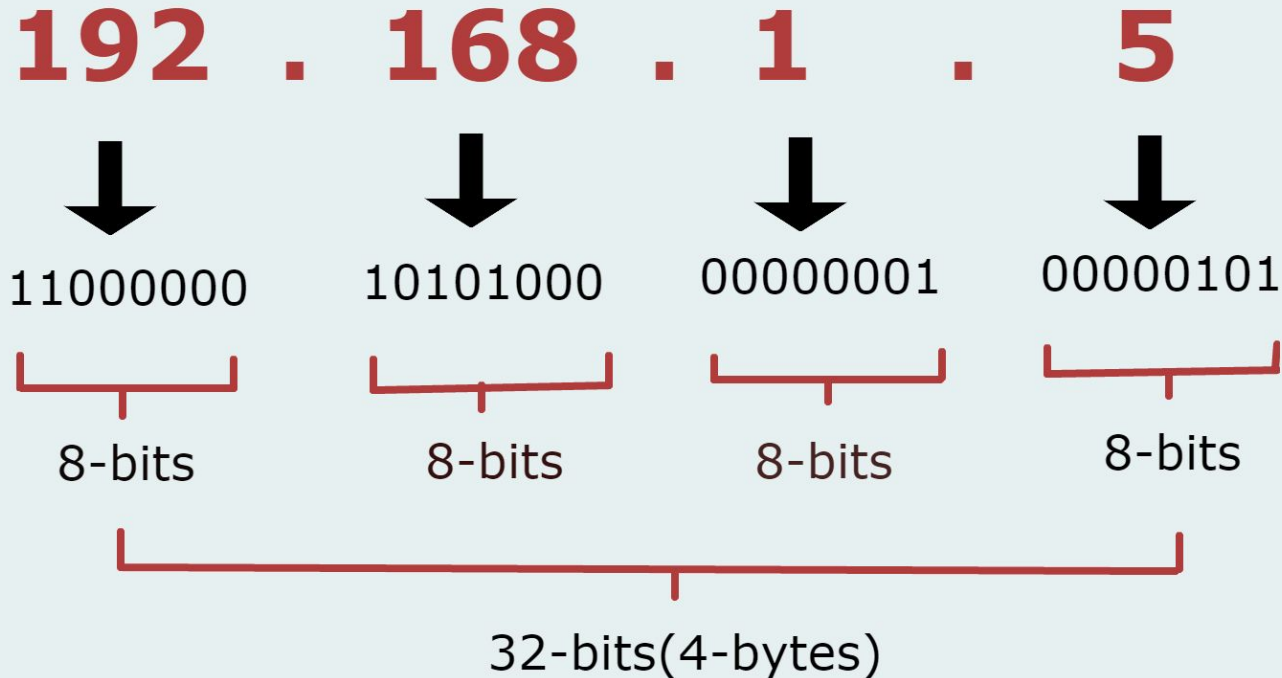 192 . 168 . 1 . 5
11000000 10101000 00000001 00000101
8-bits 8-bits 8-bits 8-bits
32-bits(4-bytes)